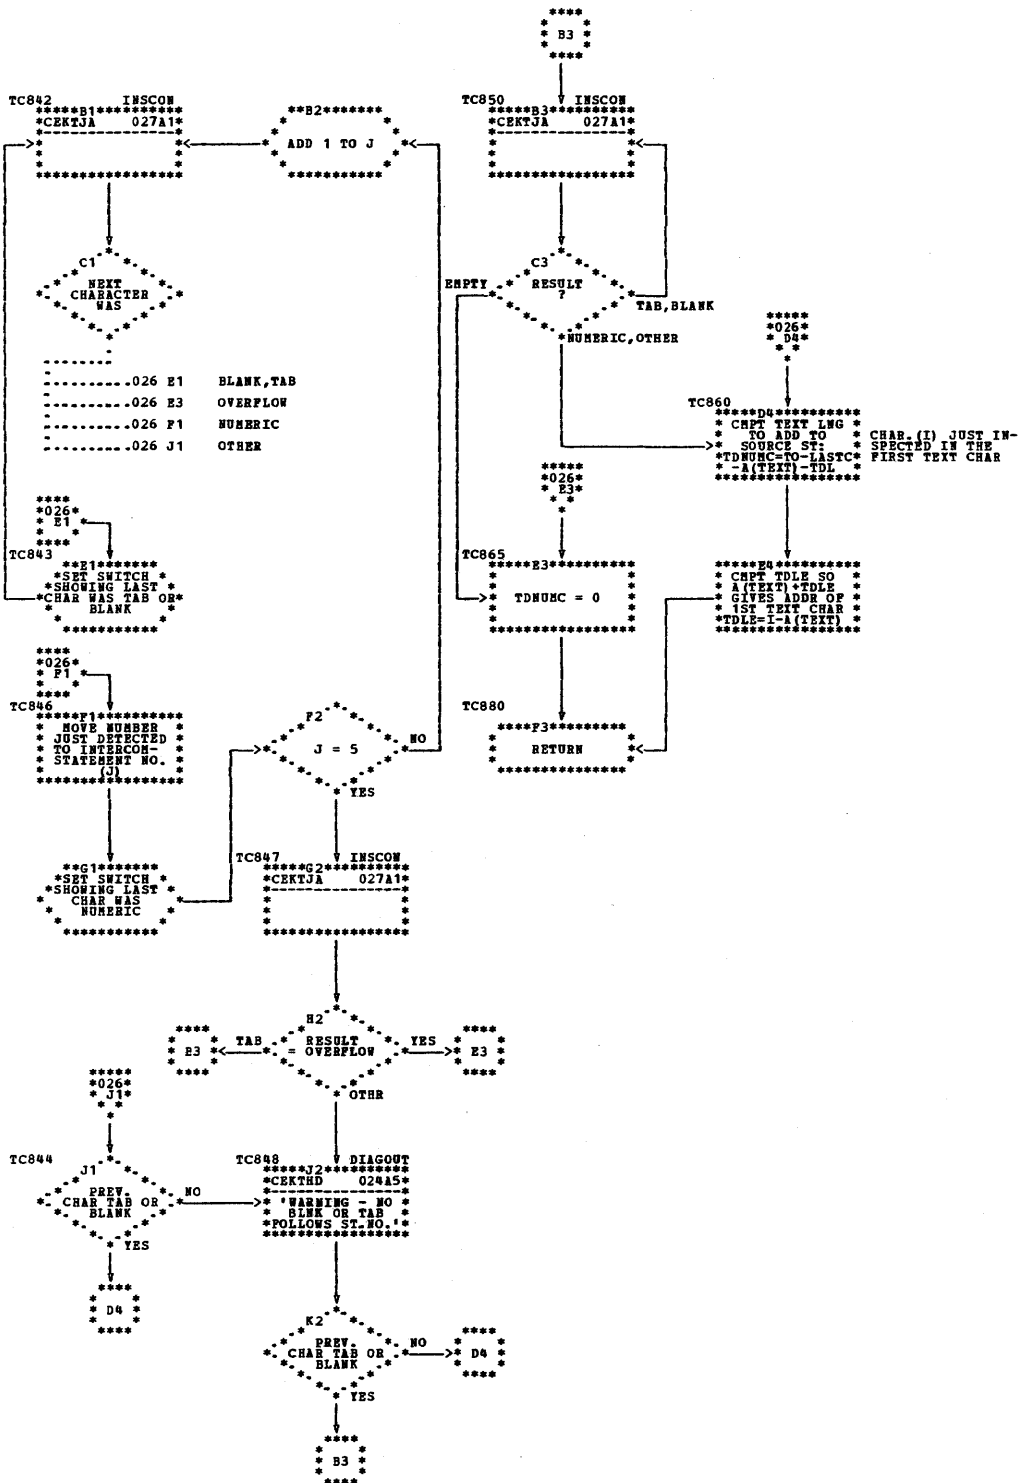 B3
TC842 INSCON
B1
CEKTJA 027A1
B2
ADD 1 TO J
TC850 INSCON
B3
CEKTJA 027A1
C1
NEXT
CHARACTER
WAS
C3
RESULT
?
EMPTY
TAB,BLANK
NUMERIC,OTHER
026 E1 BLANK,TAB
026 E3 OVERFLOW
026 F1 NUMERIC
026 J1 OTHER
026
D4
TC860
D4
CMPT TEXT LNG
TO ADD TO
SOURCE ST:
TDNUMC=TO-LASTC
-A(TEXT)-TDL
CHAR.(I) JUST IN-
SPECTED IN THE
FIRST TEXT CHAR
026
E1
026
E3
TC843
E1
SET SWITCH
SHOWING LAST
CHAR WAS TAB OR
BLANK
TC865
E3
TDNUMC = 0
E4
CMPT TDLE SO
A(TEXT)+TDLE
GIVES ADDR OF
1ST TEXT CHAR
TDLE=I-A(TEXT)
026
F1
TC846
F1
MOVE NUMBER
JUST DETECTED
TO INTERCOM-
STATEMENT NO.
(J)
F2
J = 5
NO
YES
TC880
F3
RETURN
G1
SET SWITCH
SHOWING LAST
CHAR WAS
NUMERIC
TC847 INSCON
G2
CEKTJA 027A1
H2
RESULT
= OVERFLOW
TAB
B3
YES
E3
OTHR
026
J1
TC844
J1
PREV.
CHAR TAB OR
BLANK
NO
YES
D4
TC848 DIAGOUT
J2
CEKTHD 024A5
'WARNING - NO
BLNK OR TAB
FOLLOWS ST.NO.'
K2
PREV.
CHAR TAB OR
BLANK
NO
D4
YES
B3